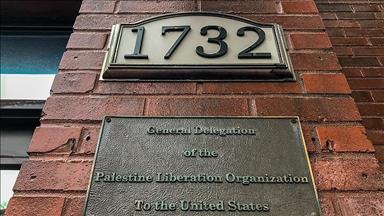 1732
General Delegation
of the
Palestine Liberation Organization
To the United States